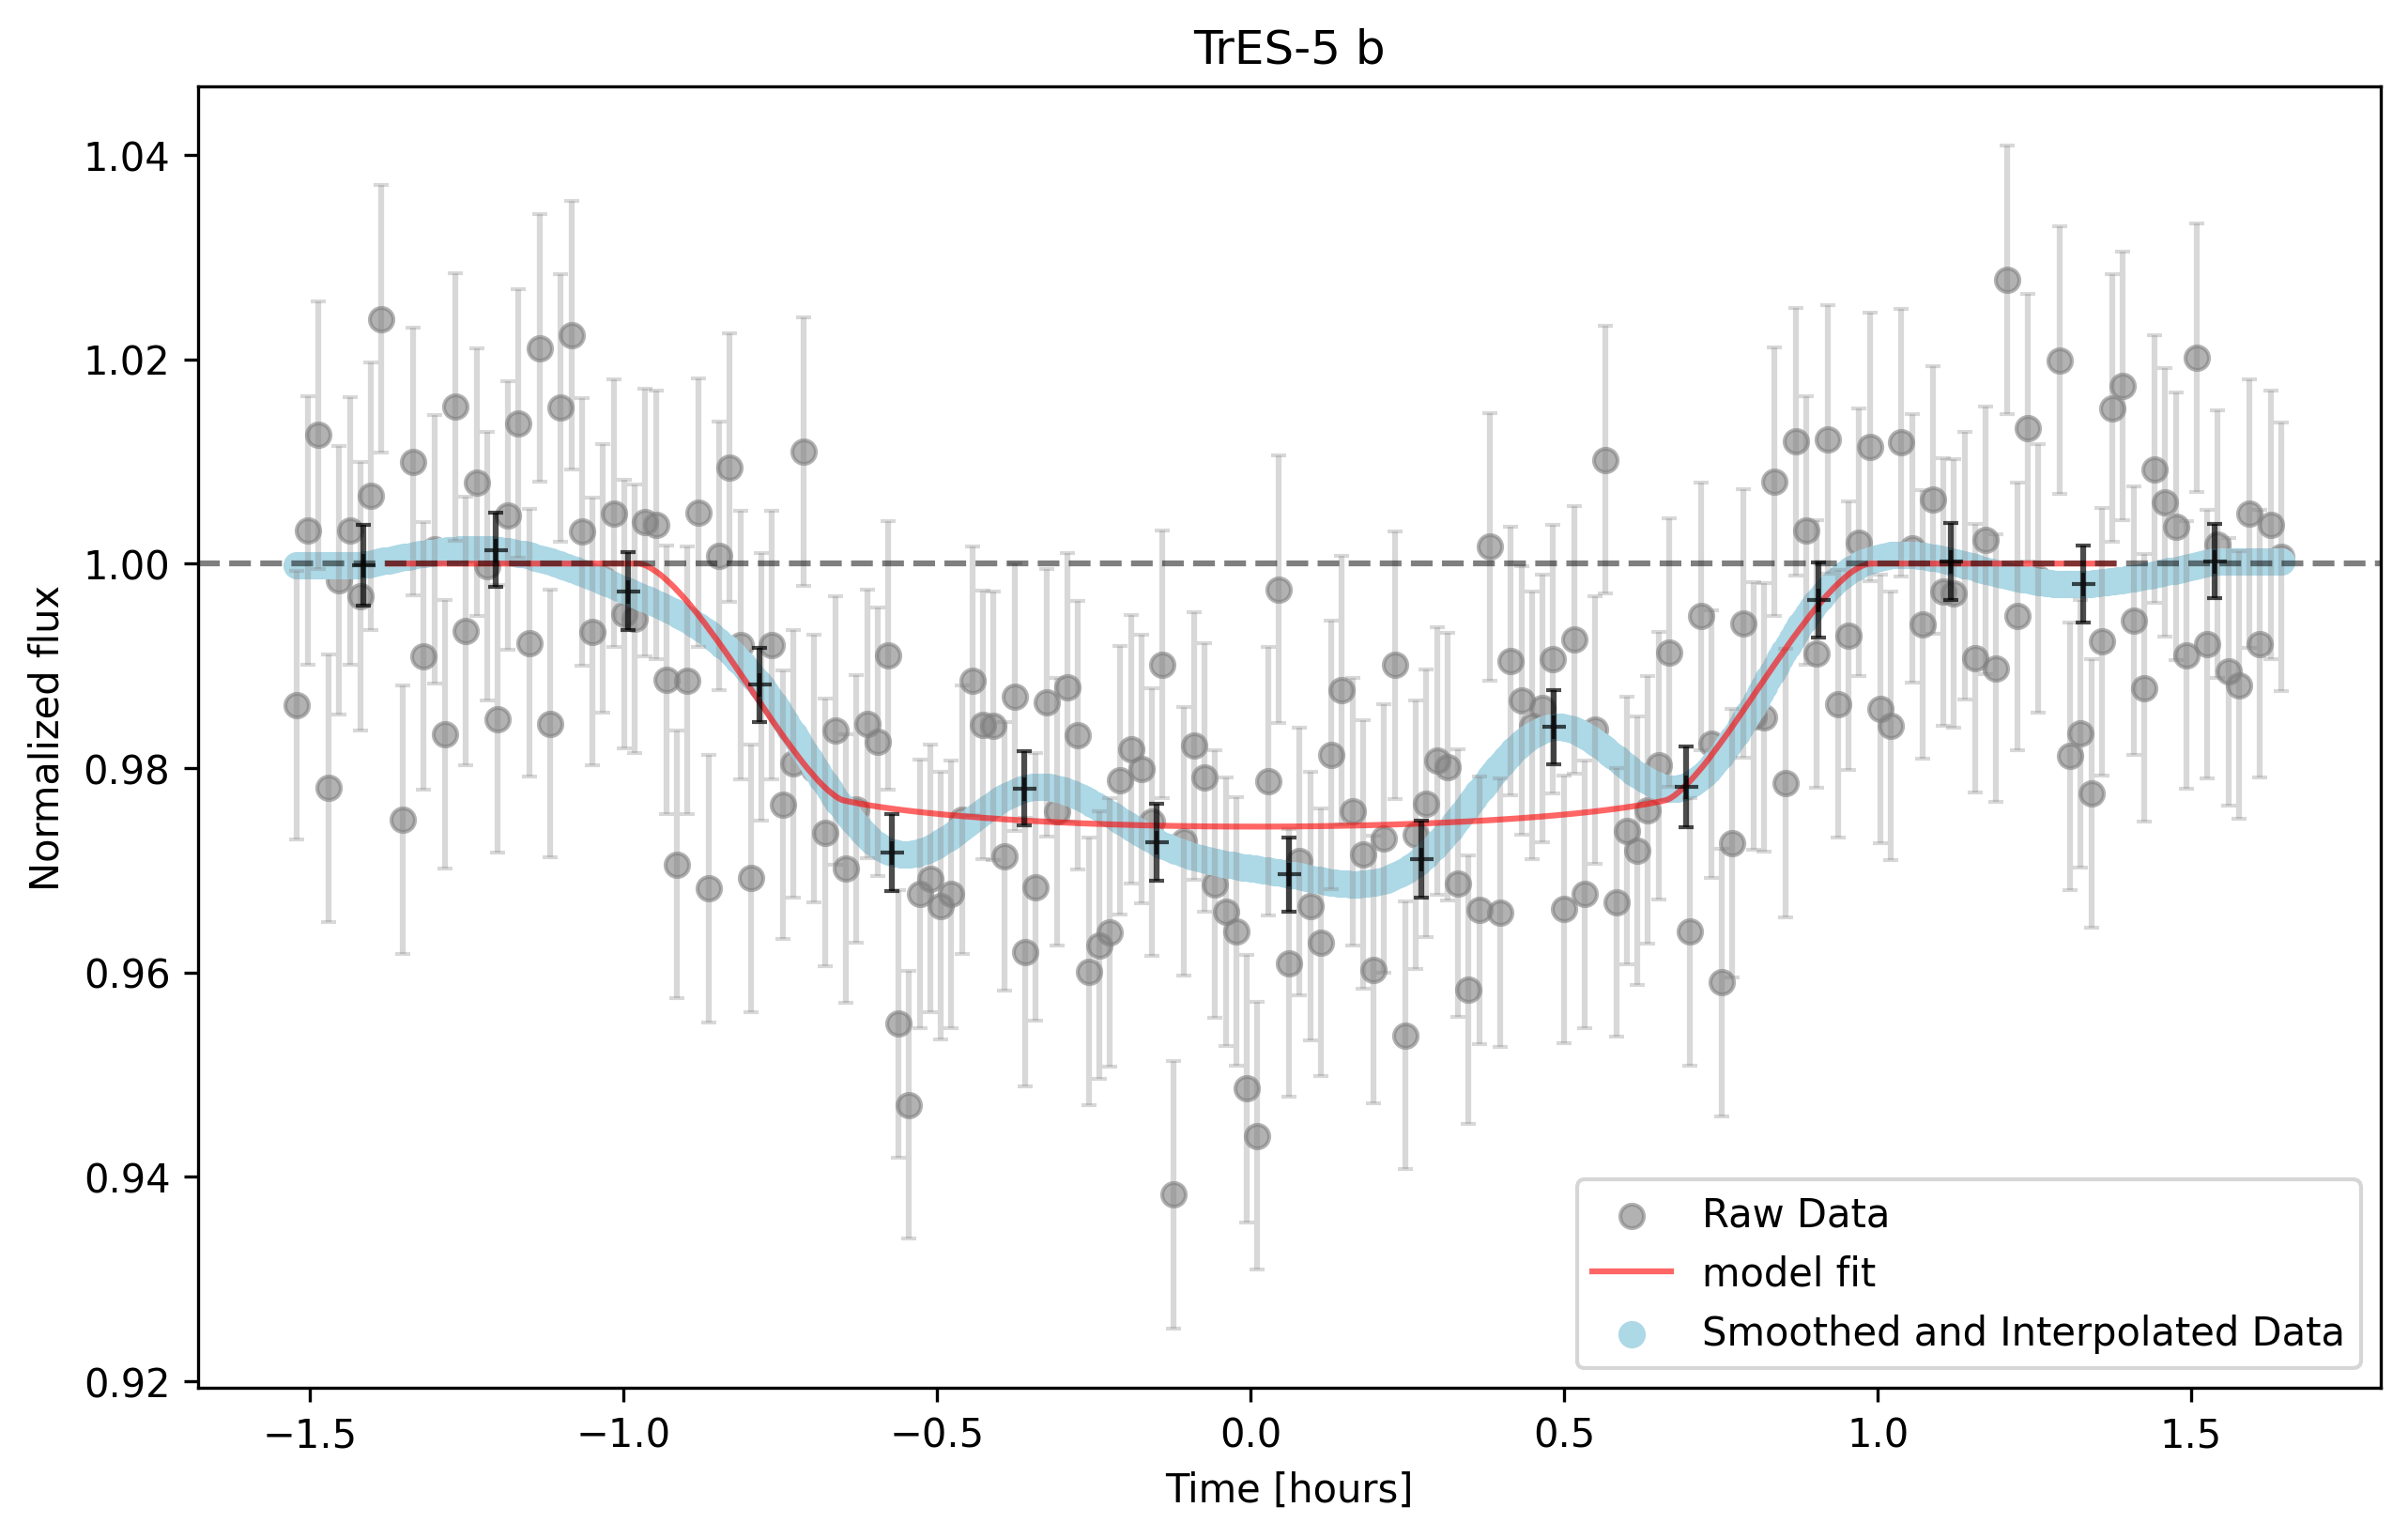 TrES-5 b
Normalized flux
1.04
1.02
1.00
0.98
0.96
0.94
0.92
Raw Data
model fit
Smoothed and Interpolated Data
−1.5 −1.0 −0.5 0.0 0.5 1.0 1.5
Time [hours]